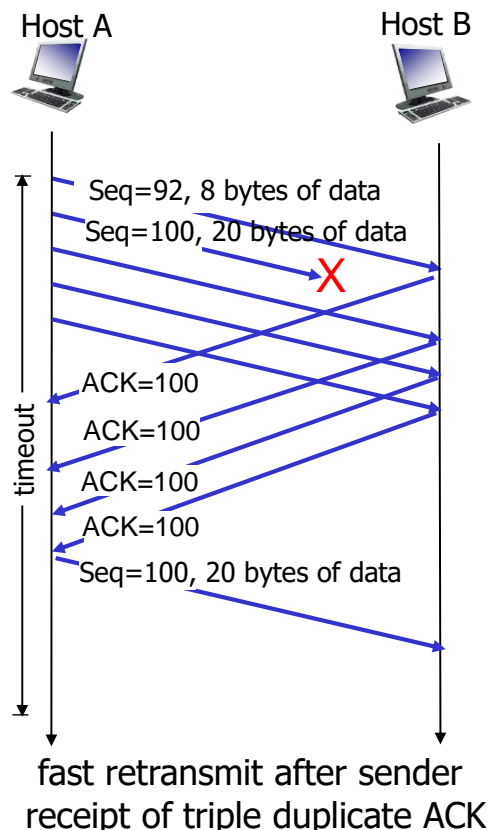 Host A
Host B
Seq=92, 8 bytes of data
Seq=100, 20 bytes of data
X
timeout
ACK=100
ACK=100
ACK=100
ACK=100
Seq=100, 20 bytes of data
fast retransmit after sender
receipt of triple duplicate ACK